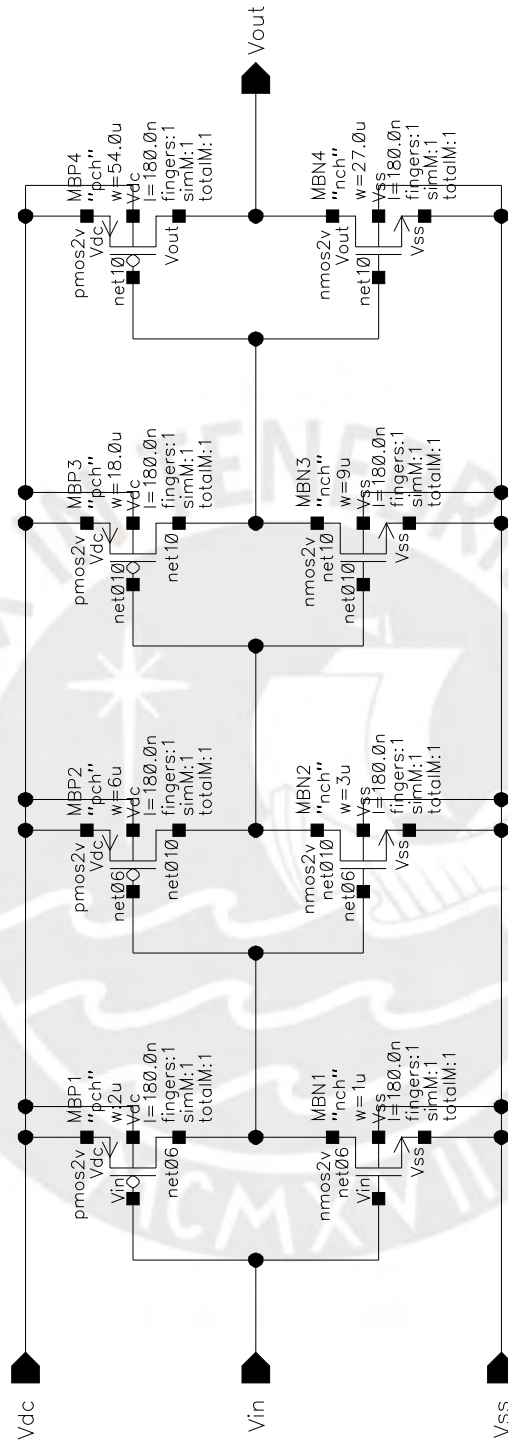 Vdc
Vin
Vss
Vout
pmos2v
MBP1
Vdc
"pch"
w:2u
Vin
Vdc
l=180.0n
fingers:1
net06
simM:1
totalM:1
nmos2v
MBN1
net06
"nch"
w=1u
Vin
Vss
l=180.0n
Vss
fingers:1
simM:1
totalM:1
pmos2v
MBP2
Vdc
"pch"
w=6u
net06
Vdc
l=180.0n
fingers:1
net010
simM:1
totalM:1
nmos2v
MBN2
net010
"nch"
w=3u
net06
Vss
l=180.0n
Vss
fingers:1
simM:1
totalM:1
pmos2v
MBP3
Vdc
"pch"
w=18.0u
net010
Vdc
l=180.0n
fingers:1
net10
simM:1
totalM:1
nmos2v
MBN3
net10
"nch"
w=9u
net010
Vss
l=180.0n
Vss
fingers:1
simM:1
totalM:1
pmos2v
MBP4
Vdc
"pch"
w=54.0u
net10
Vdc
l=180.0n
fingers:1
Vout
simM:1
totalM:1
nmos2v
MBN4
Vout
"nch"
w=27.0u
net10
Vss
l=180.0n
Vss
fingers:1
simM:1
totalM:1
MCMXVII